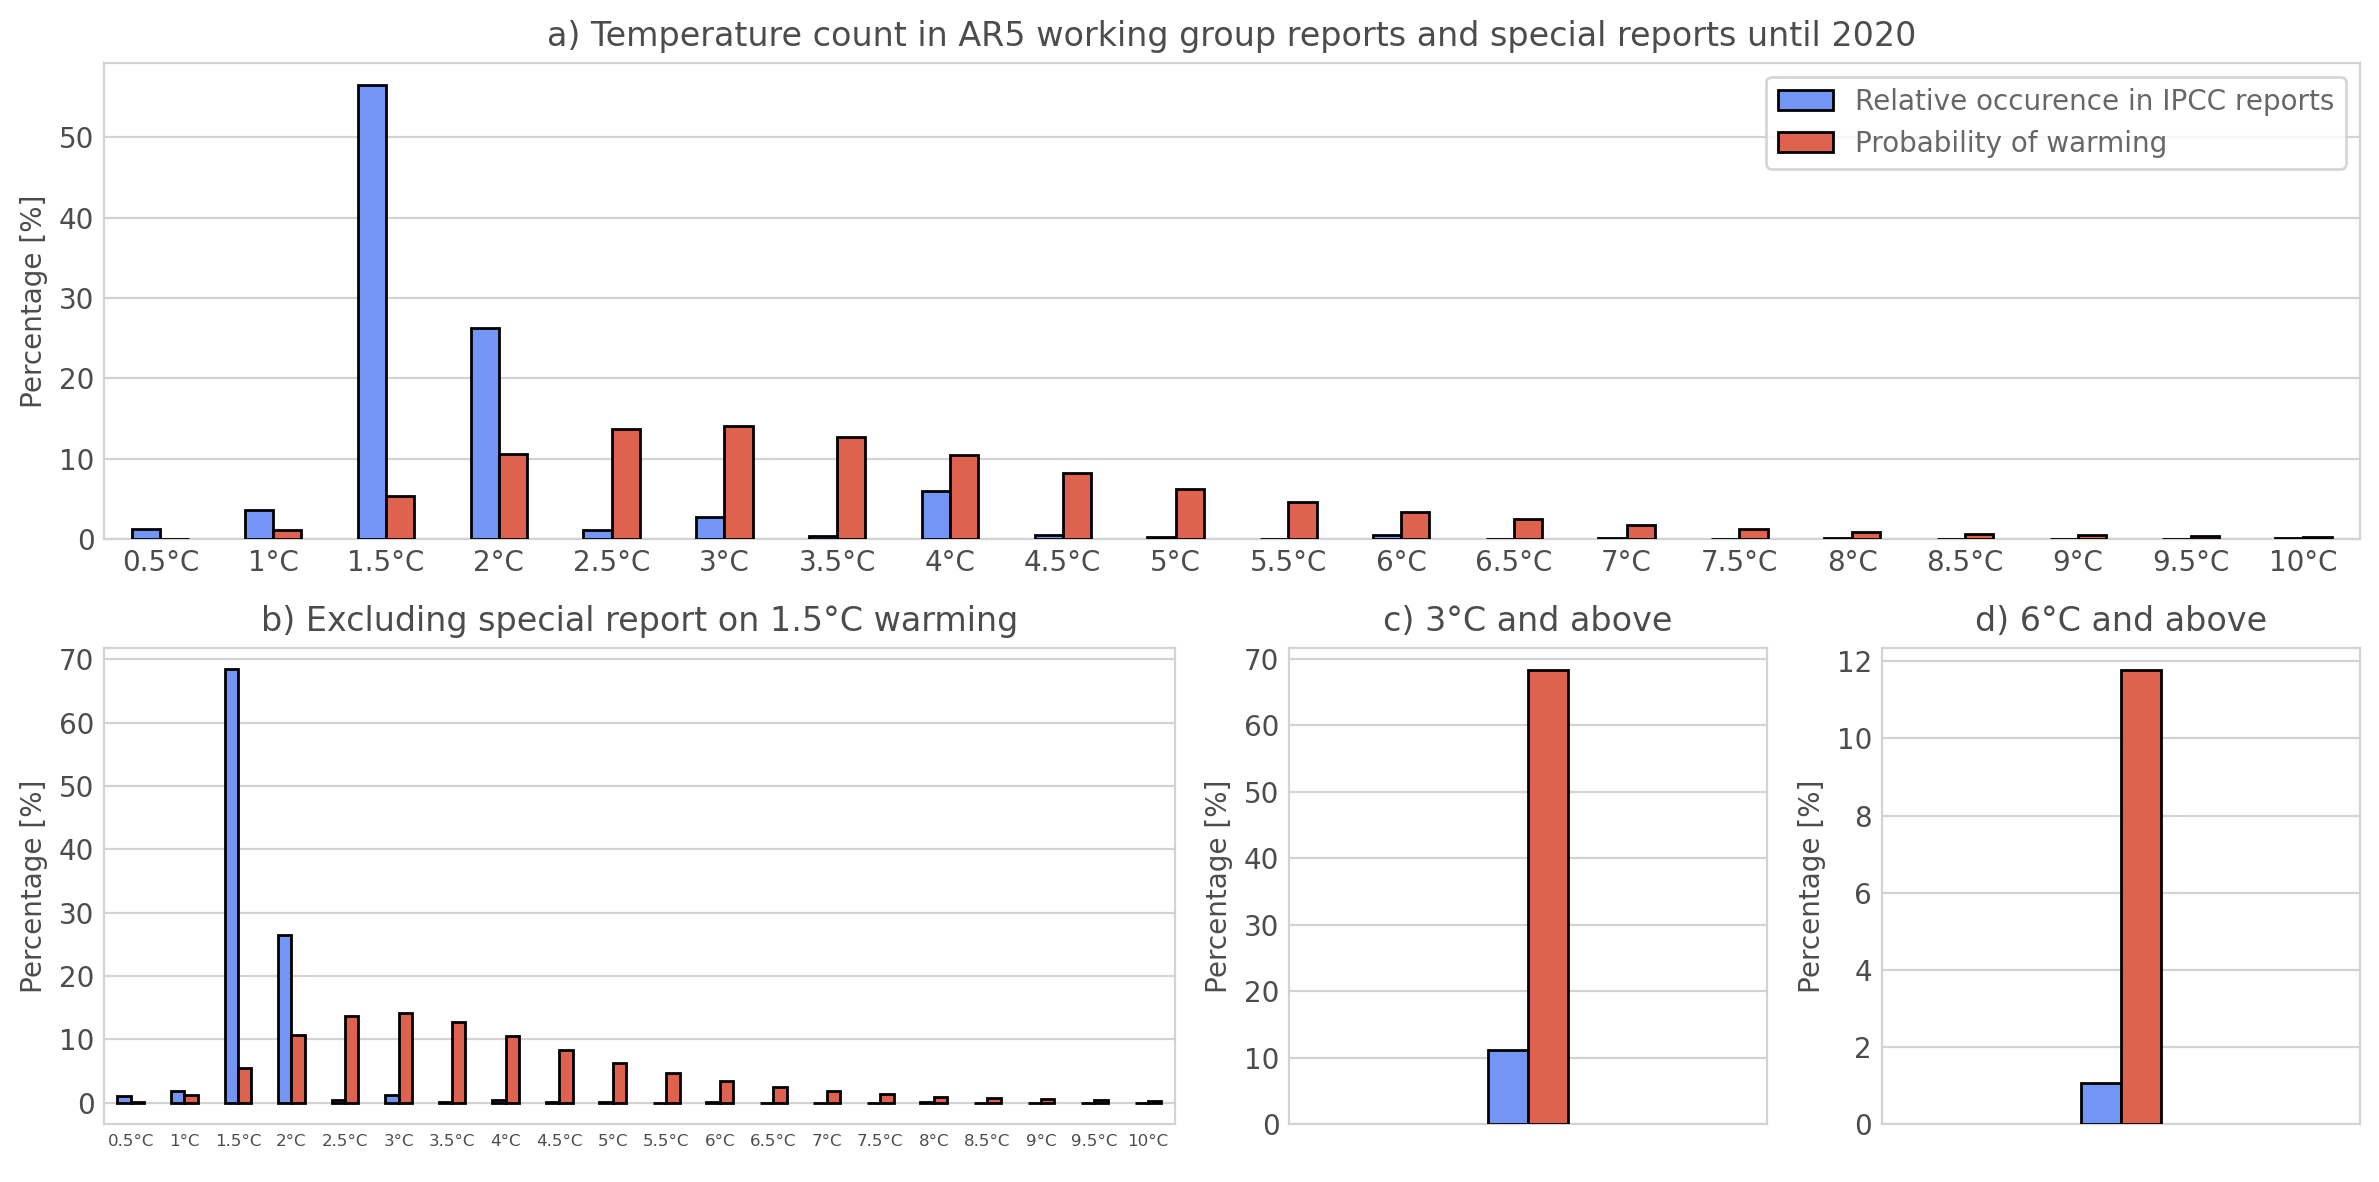 a) Temperature count in AR5 working group reports and special reports until 2020
Relative occurence in IPCC reports
Probability of warming
Percentage [%]
50
40
30
20
10
0
0.5°C 1°C 1.5°C 2°C 2.5°C 3°C 3.5°C 4°C 4.5°C 5°C 5.5°C 6°C 6.5°C 7°C 7.5°C 8°C 8.5°C 9°C 9.5°C 10°C
b) Excluding special report on 1.5°C warming
Percentage [%]
70
60
50
40
30
20
10
0
0.5°C 1°C 1.5°C 2°C 2.5°C 3°C 3.5°C 4°C 4.5°C 5°C 5.5°C 6°C 6.5°C 7°C 7.5°C 8°C 8.5°C 9°C 9.5°C 10°C
c) 3°C and above
Percentage [%]
70
60
50
40
30
20
10
0
d) 6°C and above
Percentage [%]
12
10
8
6
4
2
0